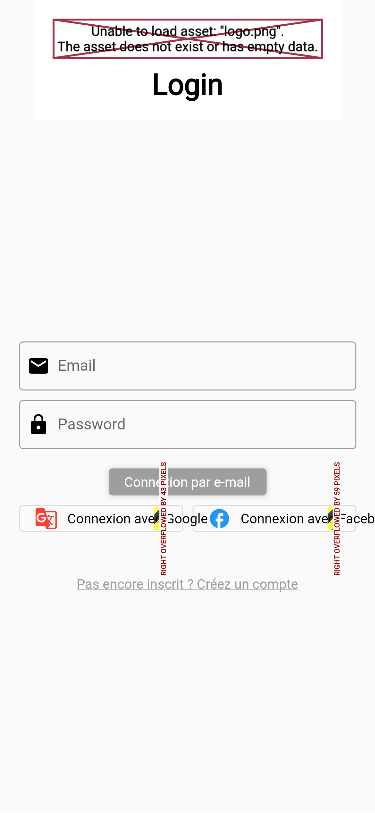 Unable to load asset: "logo.png".
The asset does not exist or has empty data.
Login
Email
Password
Connexion par e-mail
Connexion avec Google
RIGHT OVERFLOWED BY 43 PIXELS
Connexion avec Faceb
RIGHT OVERFLOWED BY 59 PIXELS
Pas encore inscrit ? Créez un compte